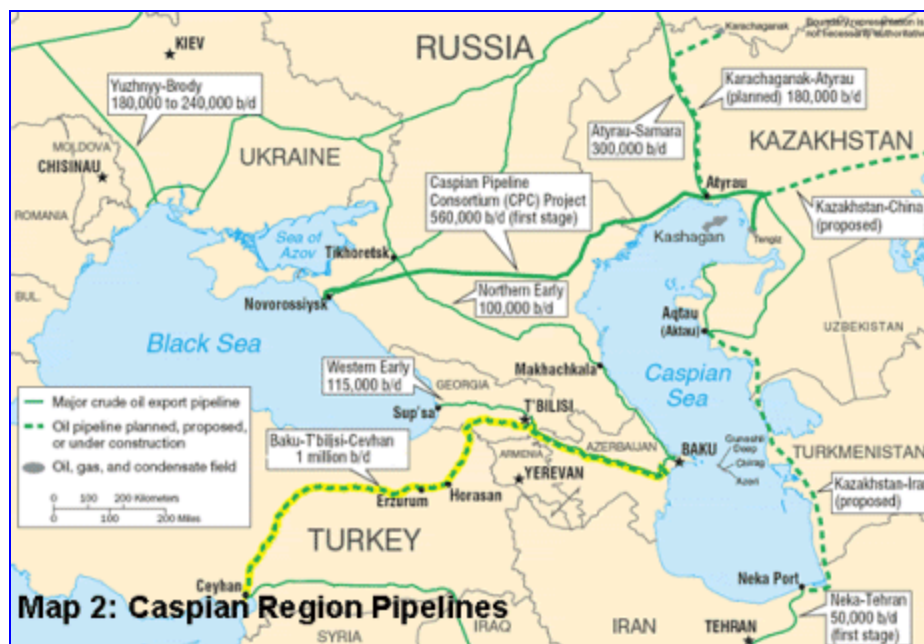 RUSSIA
Karachaganak
Boundary representation is
not necessarily authoritative
KIEV
Yuzhnyy-Brody
180,000 to 240,000 b/d
Karachaganak-Atyrau
(planned) 180,000 b/d
Atyrau-Samara
300,000 b/d
KAZAKHSTAN
MOLDOVA
CHISINAU
UKRAINE
Caspian Pipeline
Consortium (CPC) Project
560,000 b/d (first stage)
Atyrau
Kazakhstan-China
(proposed)
ROMANIA
Sea of
Azov
Tikhoretsk
Kashagan
Tengiz
BUL.
Novorossiysk
Northern Early
100,000 b/d
Aqtau
(Aktau)
UZBEKISTAN
Black Sea
Western Early
115,000 b/d
GEORGIA
Makhachkala
Caspian
Sea
Major crude oil export pipeline
Oil pipeline planned, proposed,
or under construction
Oil, gas, and condensate field
0 100 200 Kilometers
0 100 200 Miles
Sup'sa
T'BILISI
Baku-T'bilisi-Ceyhan
1 million b/d
ARMENIA
AZERBAIJAN
BAKU
Gunashli
Deep
Chirag
Azeri
TURKMENISTAN
YEREVAN
Kazakhstan-Iran
(proposed)
Erzurum
Horasan
TURKEY
Ceyhan
Neka Port
Neka-Tehran
50,000 b/d
(first stage)
Map 2: Caspian Region Pipelines
SYRIA
IRAQ
IRAN
TEHRAN